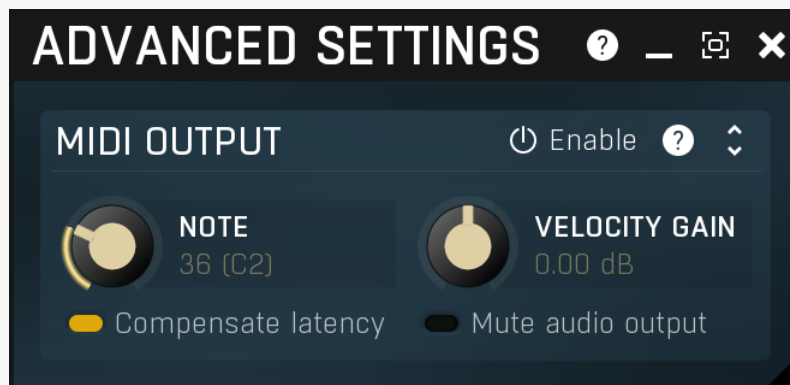 ADVANCED SETTINGS ?
MIDI OUTPUT Enable ?
NOTE VELOCITY GAIN
36 (C2) 0.00 dB
Compensate latency Mute audio output